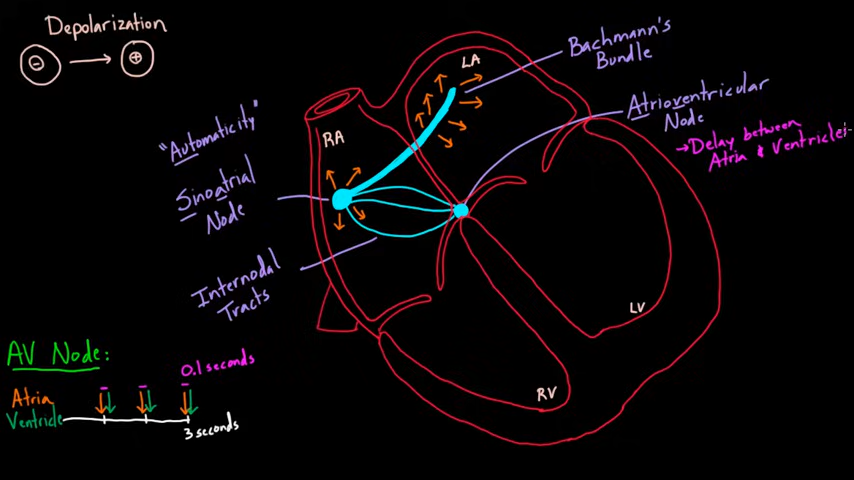 Depolarization
- → +
LA
Bachmann's
Bundle
Atrioventricular
Node
→ Delay between
Atria & Ventricles
"Automaticity"
RA
Sinoatrial
Node
Internodal
Tracts
LV
RV
AV Node:
0.1 seconds
Atria
Ventricle
3 seconds